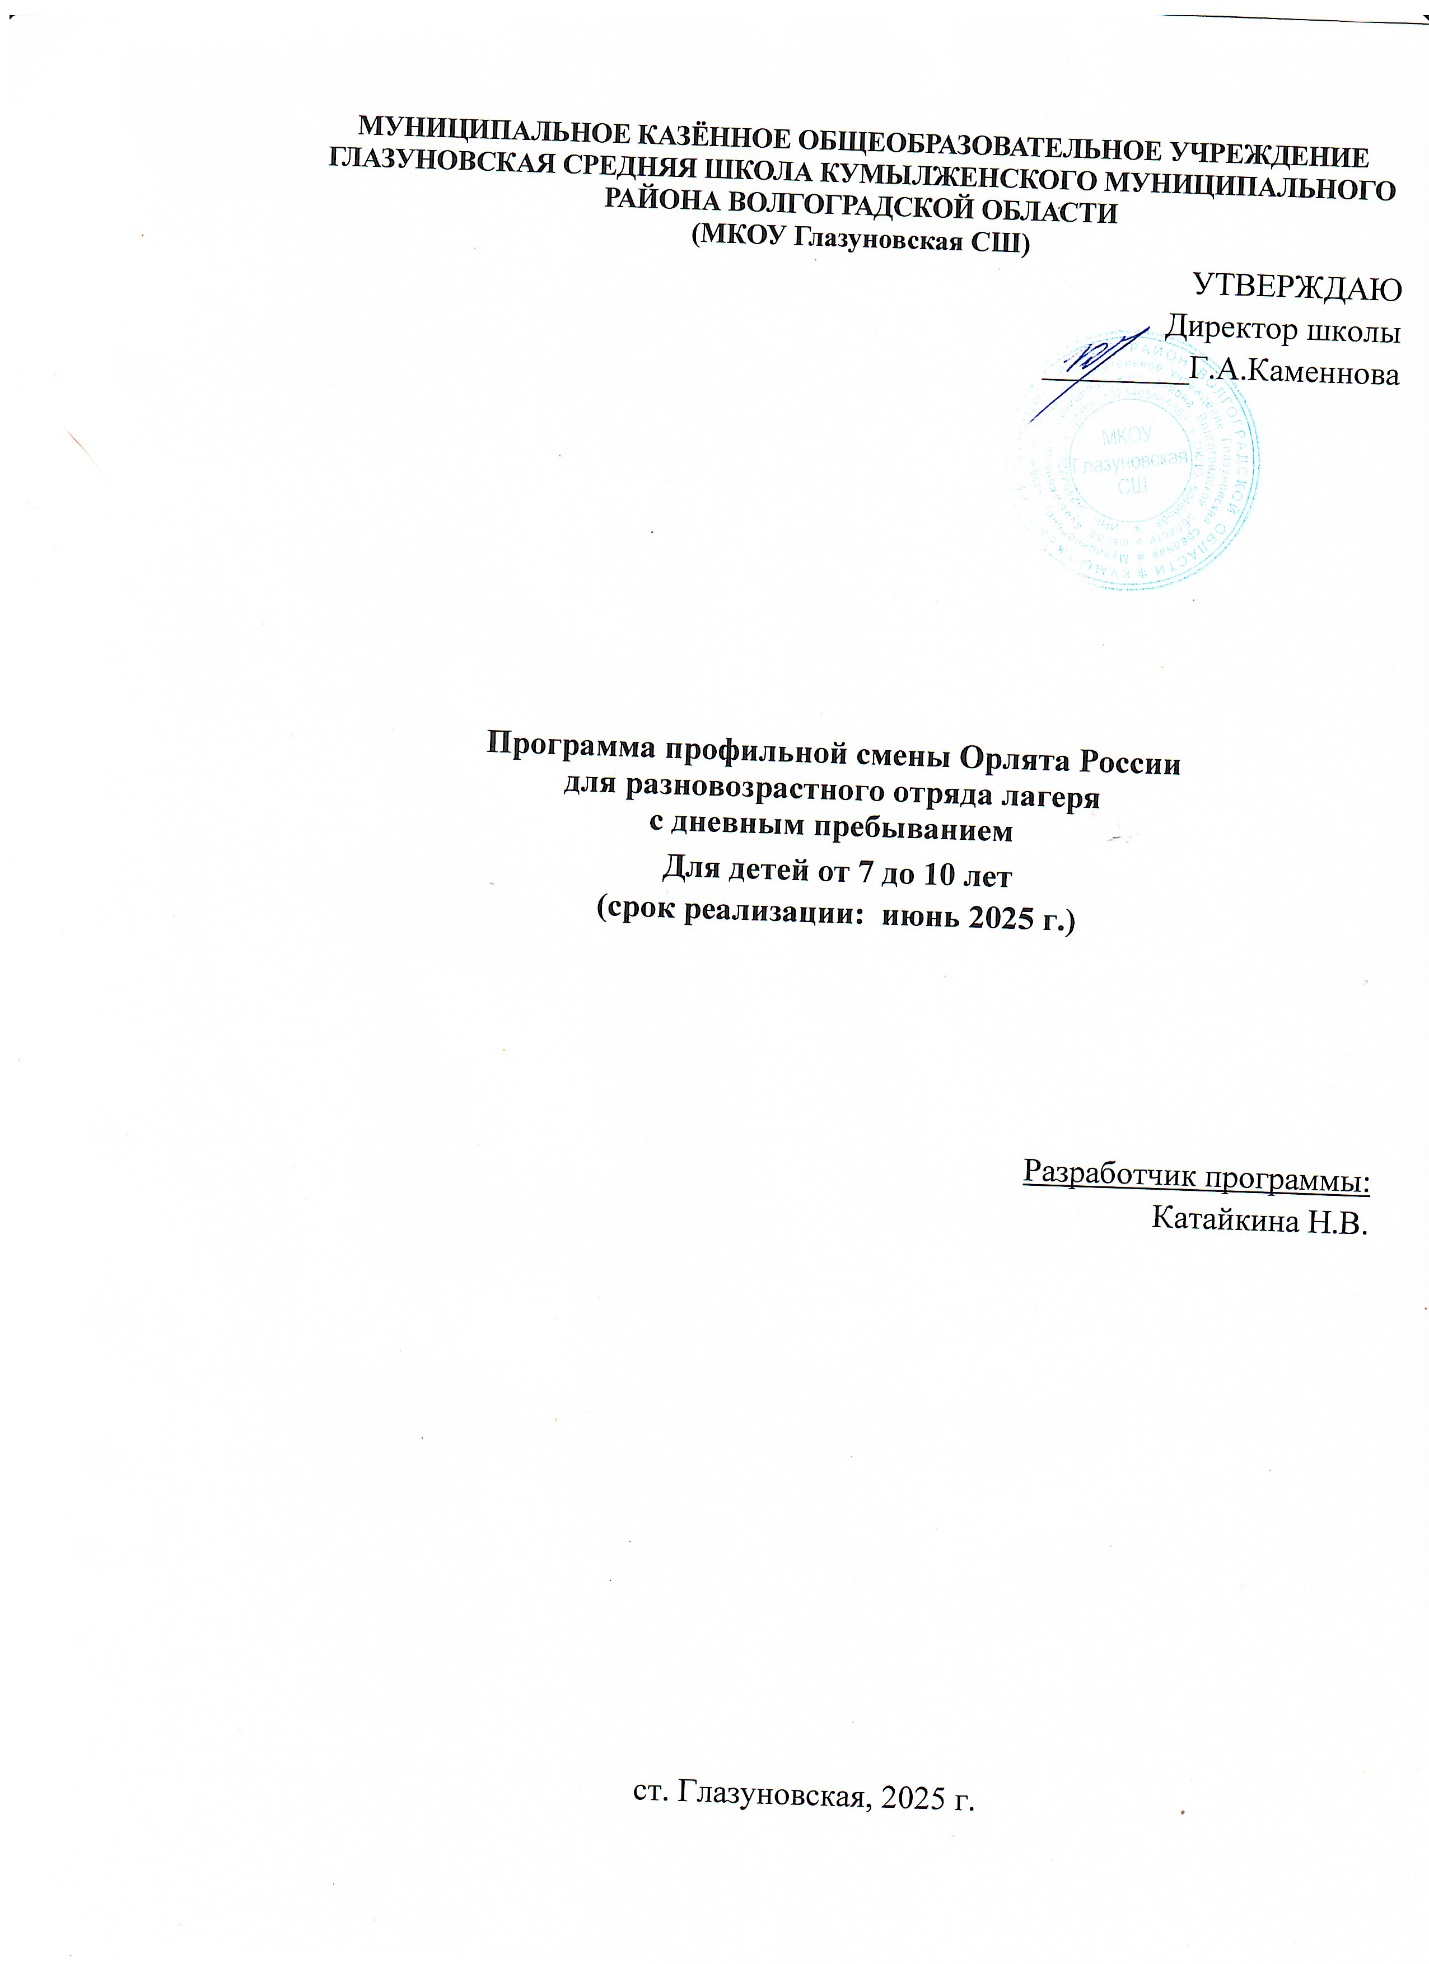 МУНИЦИПАЛЬНОЕ КАЗЁННОЕ ОБЩЕОБРАЗОВАТЕЛЬНОЕ УЧРЕЖДЕНИЕ
ГЛАЗУНОВСКАЯ СРЕДНЯЯ ШКОЛА КУМЫЛЖЕНСКОГО МУНИЦИПАЛЬНОГО
РАЙОНА ВОЛГОГРАДСКОЙ ОБЛАСТИ
(МКОУ Глазуновская СШ)
УТВЕРЖДАЮ
Директор школы
_________Г.А.Каменнова
МКОУ
Глазуновская
СШ
Программа профильной смены Орлята России
для разновозрастного отряда лагеря
с дневным пребыванием
Для детей от 7 до 10 лет
(срок реализации:  июнь 2025 г.)
Разработчик программы:
Катайкина Н.В.
ст. Глазуновская, 2025 г.